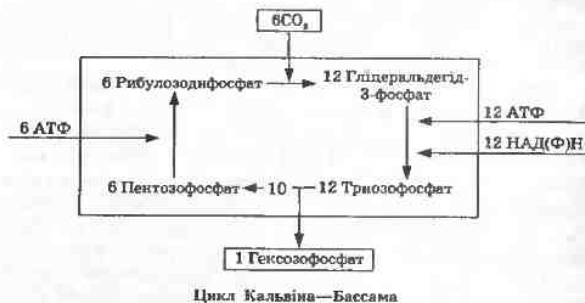 6CO₂
6 Рибулозодифосфат
12 Гліцеральдегід-
3-фосфат
6 АТФ
12 АТФ
12 НАД(Ф)Н
6 Пентозофосфат
10
12 Триозофосфат
1 Гексозофосфат
Цикл Кальвіна—Бассама